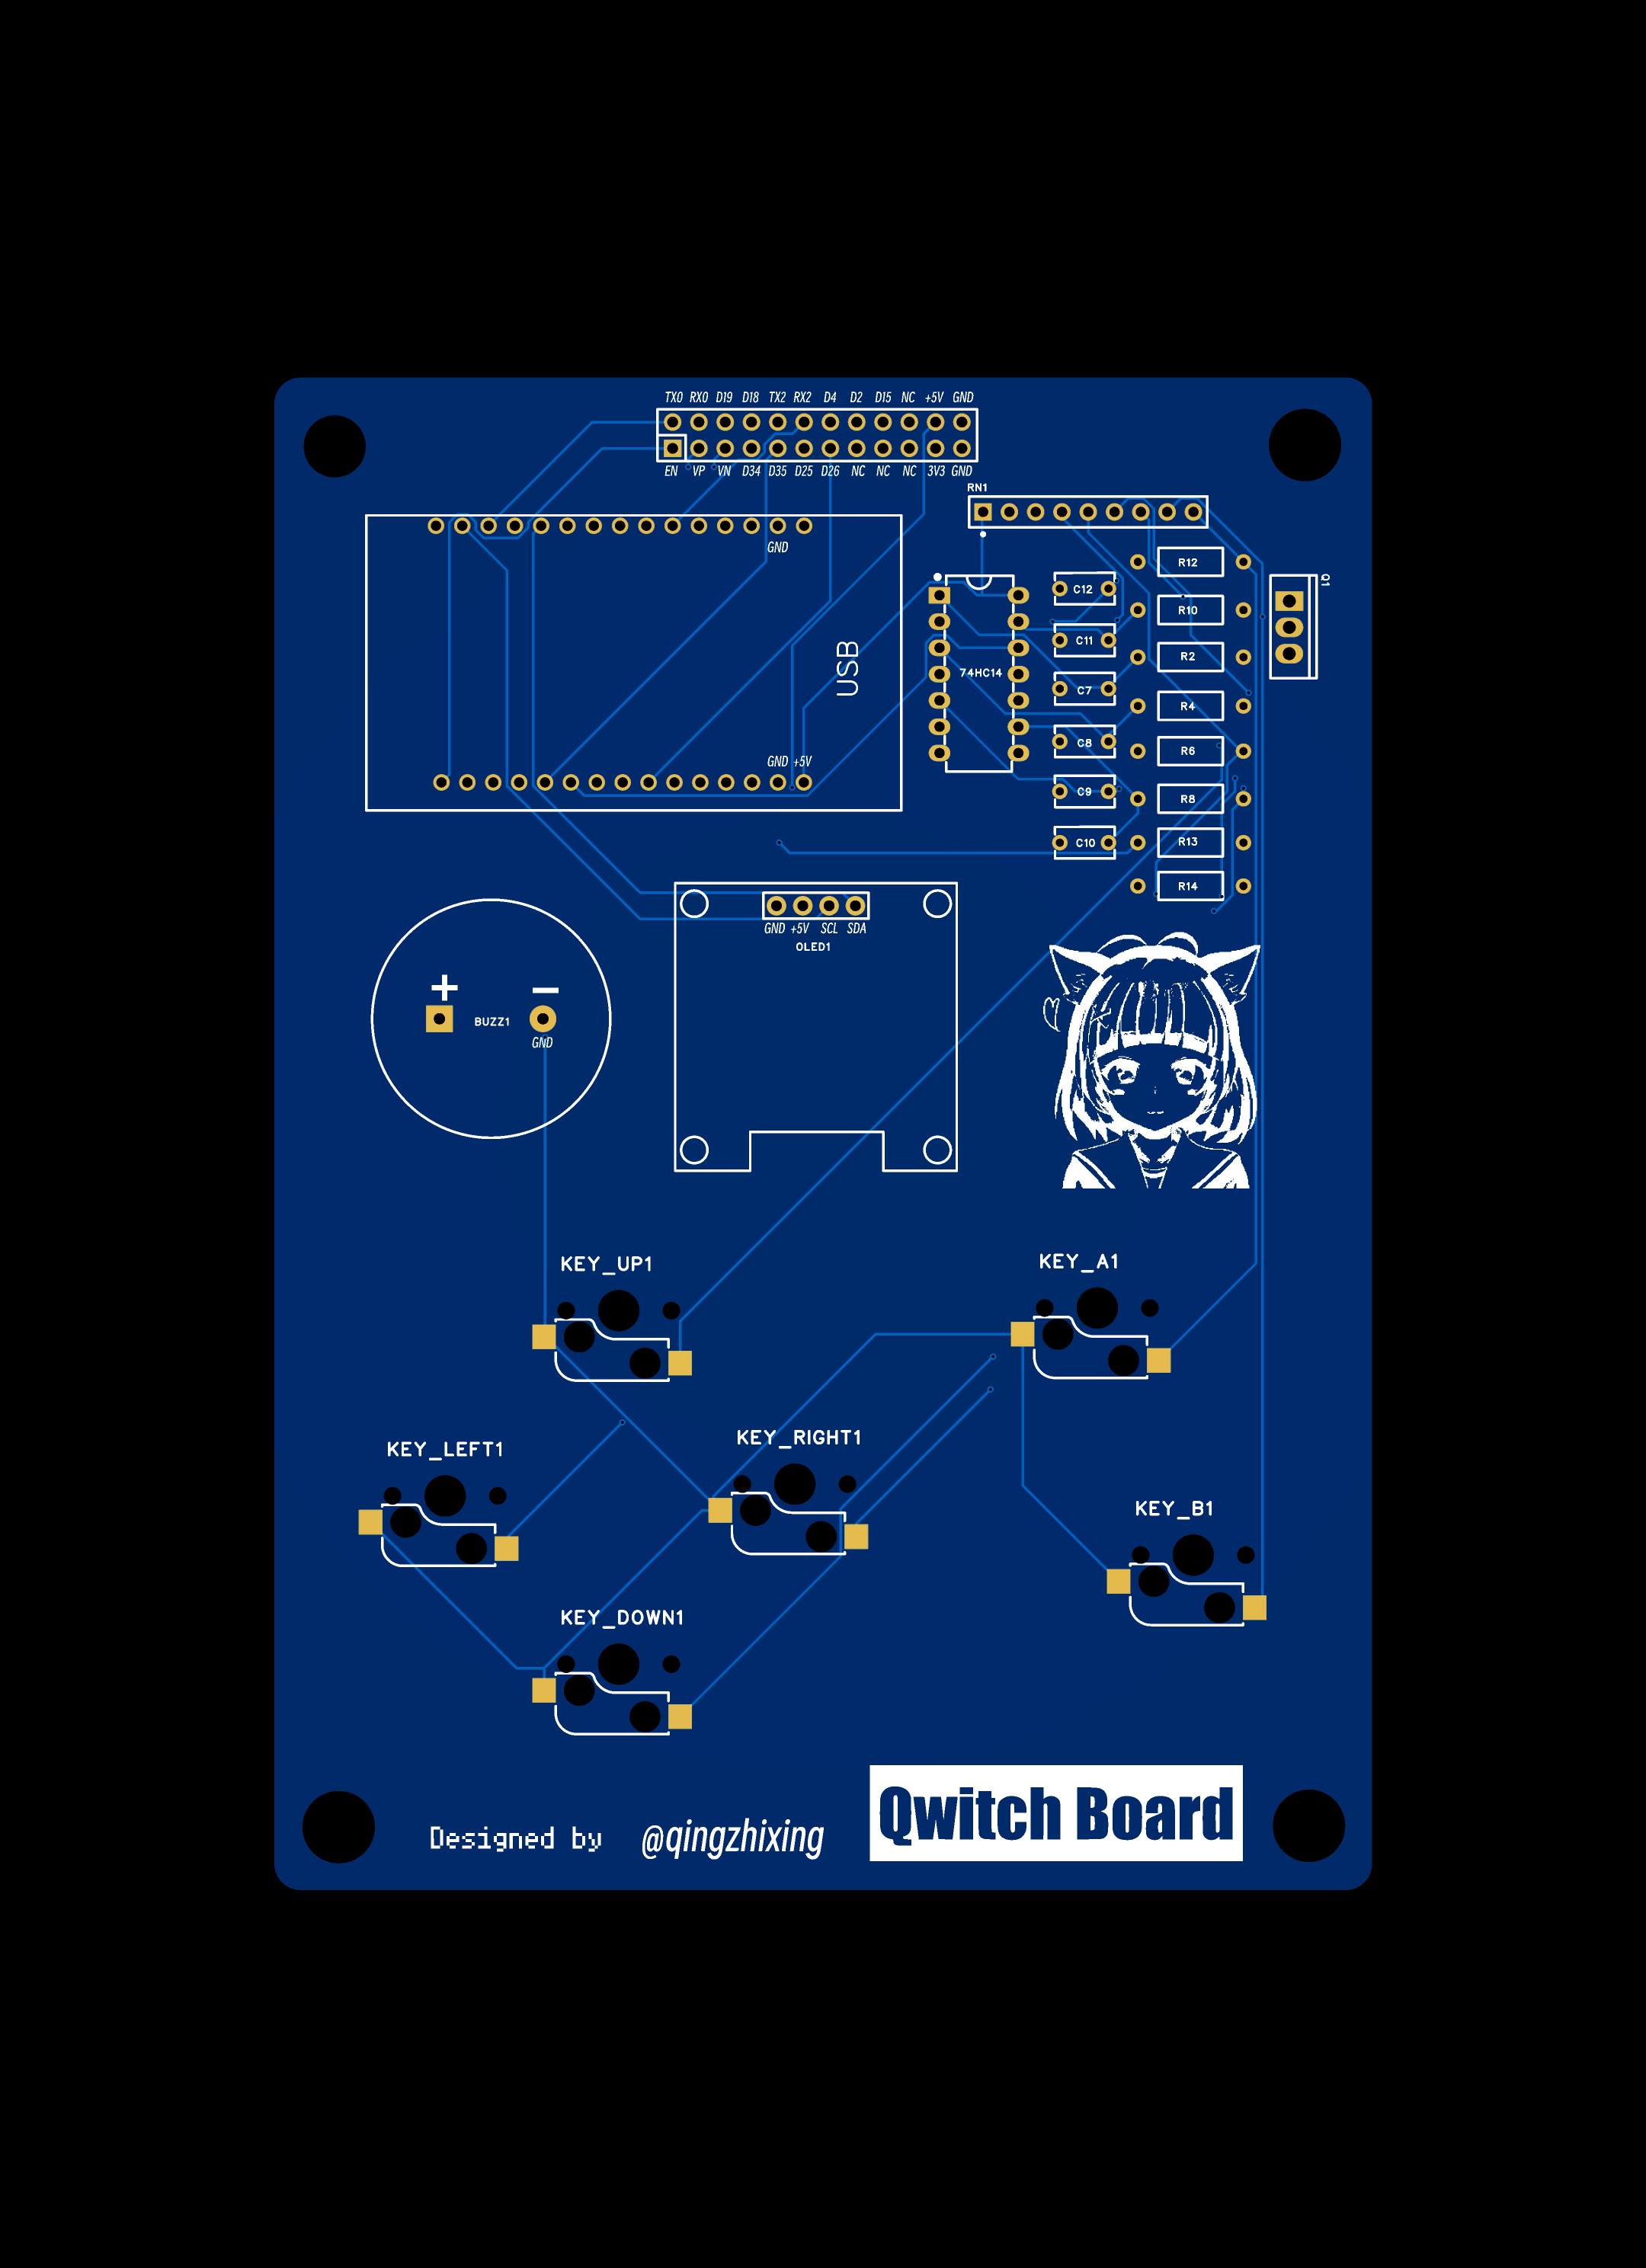 TX0 RX0 D19 D18 TX2 RX2 D4 D2 D15 NC +5V GND
EN VP VN D34 D35 D25 D26 NC NC NC 3V3 GND
RN1
GND
R12
Q1
C12
R10
C11
USB
R2
74HC14
C7
R4
C8
R6
GND +5V
C9
R8
C10
R13
R14
GND +5V SCL SDA
OLED1
+ −
BUZZ1
GND
KEY_UP1
KEY_A1
KEY_LEFT1
KEY_RIGHT1
KEY_B1
KEY_DOWN1
Qwitch Board
Designed by @qingzhixing